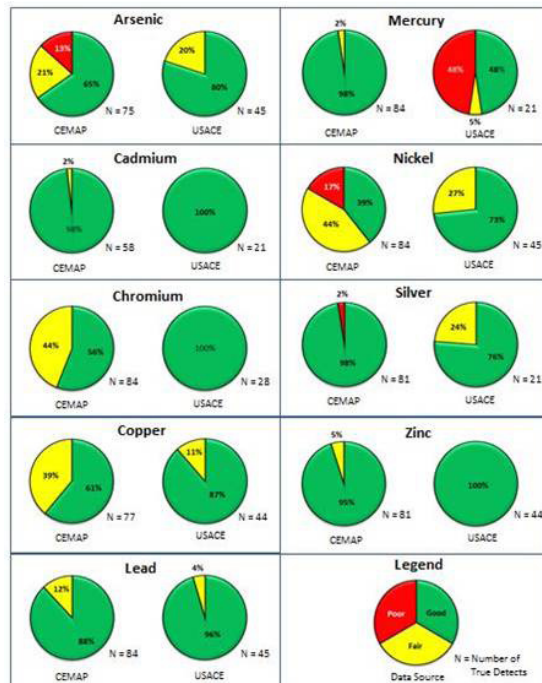 Arsenic
13%
21%
65%
20%
80%
N = 75
N = 45
CEMAP
USACE
Mercury
2%
98%
48%
48%
5%
N = 84
N = 21
CEMAP
USACE
Cadmium
2%
98%
100%
N = 58
N = 21
CEMAP
USACE
Nickel
17%
39%
44%
27%
73%
N = 84
N = 45
CEMAP
USACE
Chromium
44%
56%
100%
N = 84
N = 28
CEMAP
USACE
Silver
2%
98%
24%
76%
N = 81
N = 21
CEMAP
USACE
Copper
39%
61%
11%
87%
N = 77
N = 44
CEMAP
USACE
Zinc
5%
95%
100%
N = 81
N = 44
CEMAP
USACE
Lead
12%
88%
4%
96%
N = 84
N = 45
CEMAP
USACE
Legend
Poor
Good
Fair
Data Source
N = Number of
True Detects